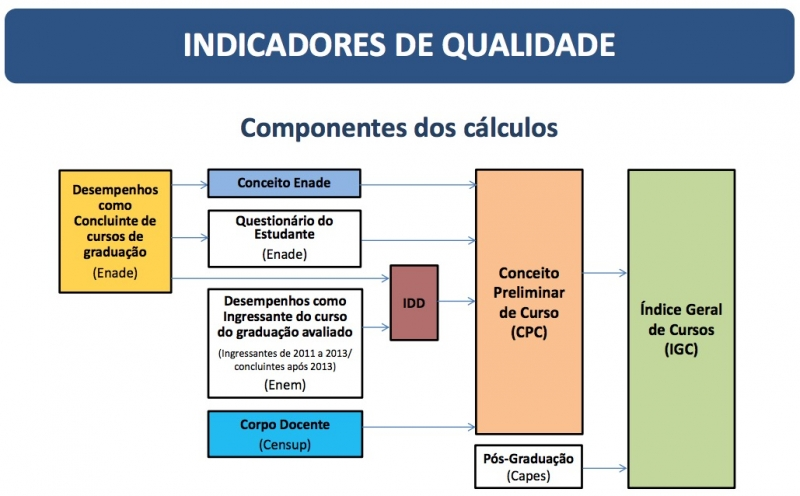 INDICADORES DE QUALIDADE
Componentes dos cálculos
Desempenhos
como
Concluinte de
cursos de
graduação
(Enade)
Conceito Enade
Questionário do
Estudante
(Enade)
IDD
Desempenhos como
Ingressante do curso
do graduação avaliado
(Ingressantes de 2011 a 2013/
concluintes após 2013)
(Enem)
Corpo Docente
(Censup)
Conceito
Preliminar
de Curso
(CPC)
Pós-Graduação
(Capes)
Índice Geral
de Cursos
(IGC)